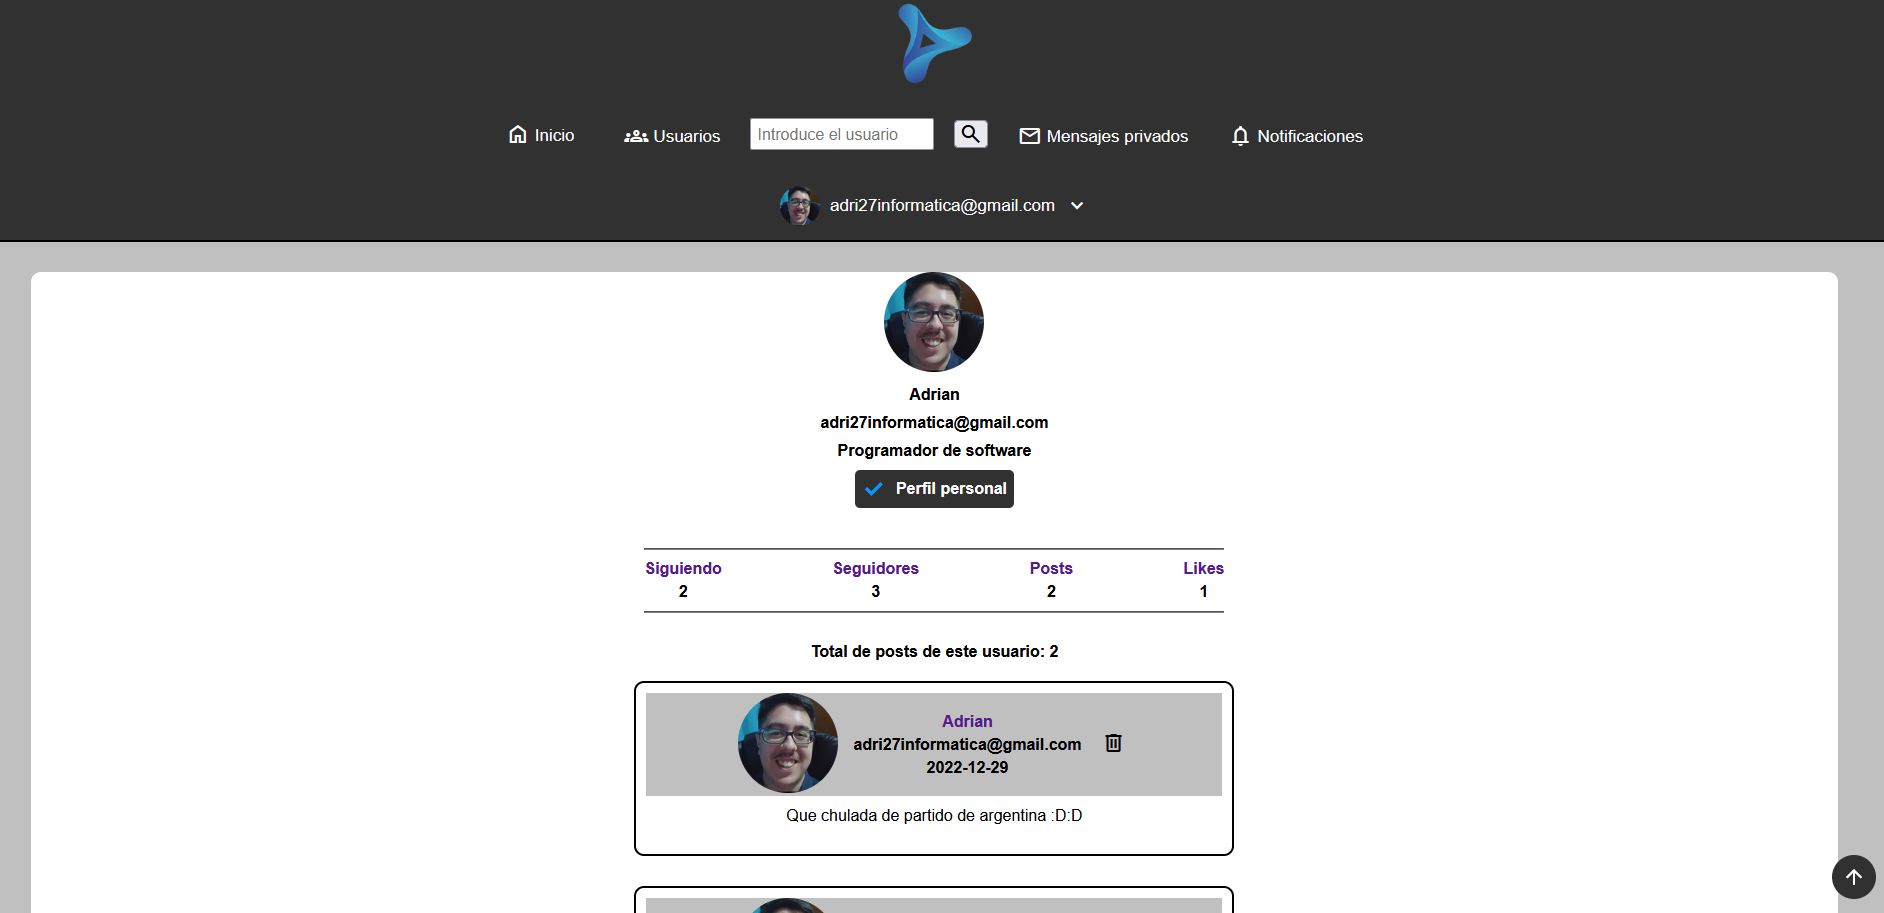 Inicio
Usuarios
Introduce el usuario
Mensajes privados
Notificaciones
adri27informatica@gmail.com
Adrian
adri27informatica@gmail.com
Programador de software
Perfil personal
Siguiendo Seguidores Posts Likes
2 3 2 1
Total de posts de este usuario: 2
Adrian
adri27informatica@gmail.com
2022-12-29
Que chulada de partido de argentina :D:D